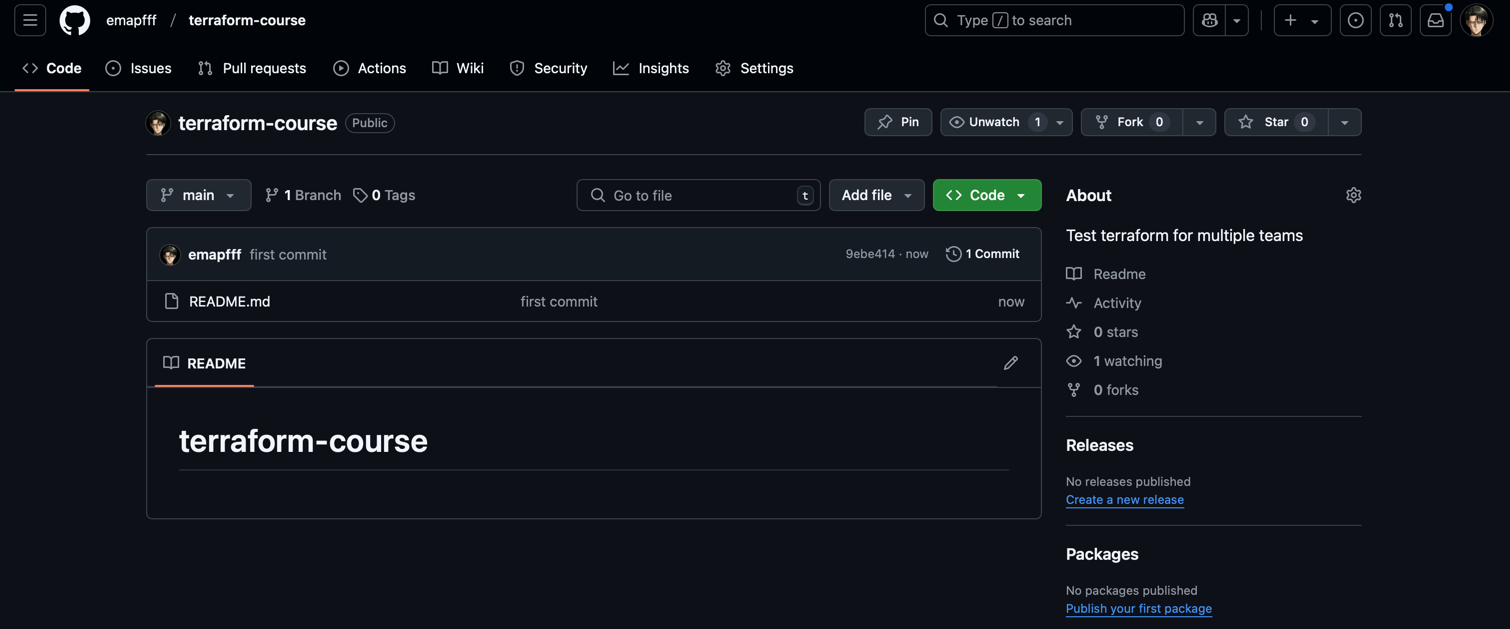 emapfff / terraform-course
Type / to search
Code Issues Pull requests Actions Wiki Security Insights Settings
terraform-course Public
Pin Unwatch 1 Fork 0 Star 0
main 1 Branch 0 Tags
Go to file t Add file Code
emapfff first commit 9ebe414 · now 1 Commit
README.md first commit now
README
terraform-course
About
Test terraform for multiple teams
Readme
Activity
0 stars
1 watching
0 forks
Releases
No releases published
Create a new release
Packages
No packages published
Publish your first package